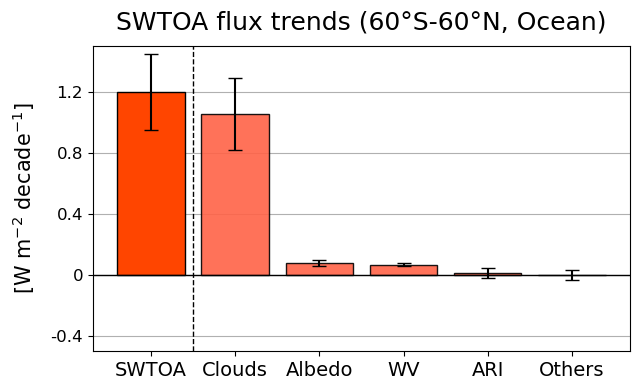 SWTOA flux trends (60°S-60°N, Ocean)
[W m⁻² decade⁻¹]
1.2
0.8
0.4
0
-0.4
SWTOA Clouds Albedo WV ARI Others